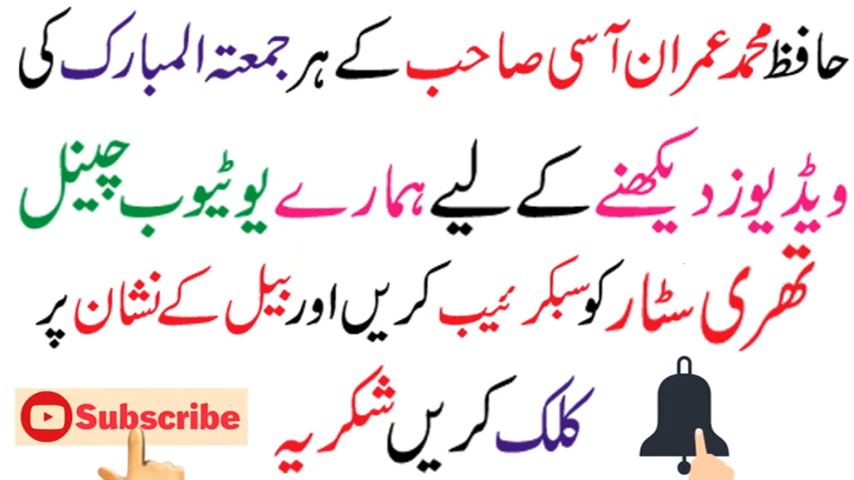 حافظ محمد عمران آسی صاحب کے ہر جمعتہ المبارک کی
ویڈیوز دیکھنے کے لیے ہمارے یوٹیوب چینل
تھری سٹار کو سبکرئیب کریں اور بیل کے نشان پر
کلک کریں شکریہ
Subscribe